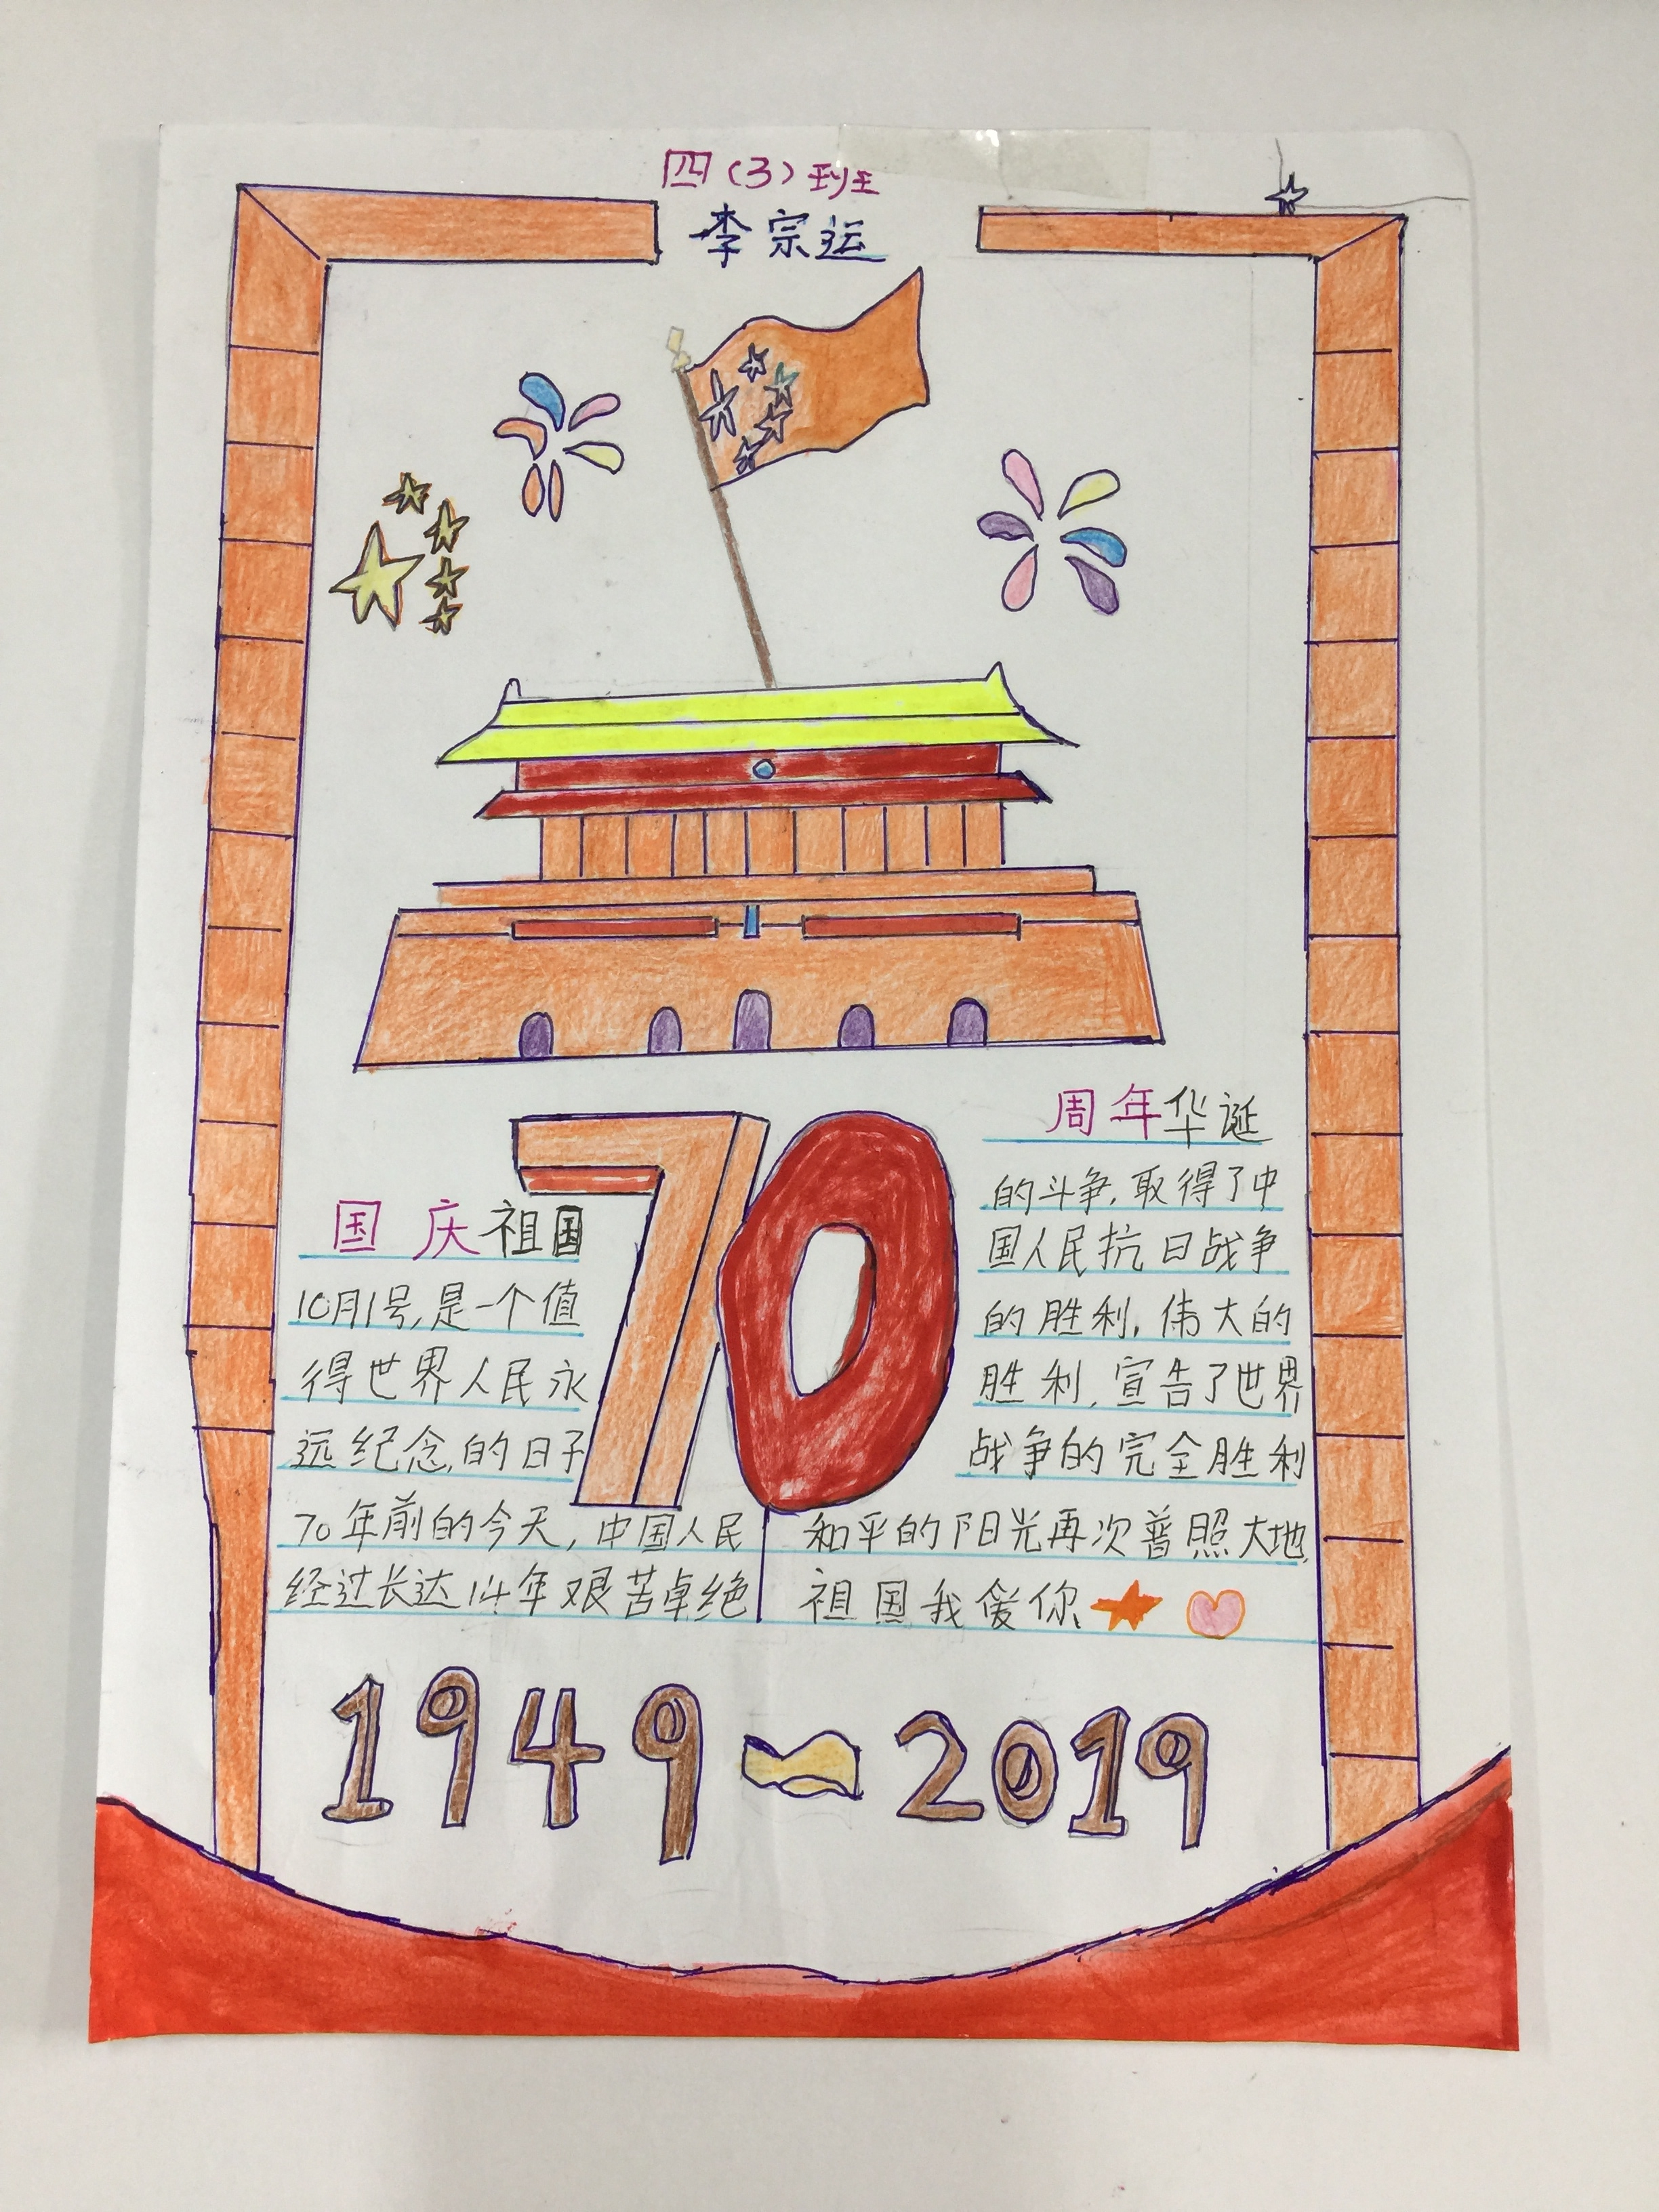 四(3)班
李宗运
国庆祖国
70
周年华诞
10月1号,是一个值
得世界人民永
远纪念,的日子
70年前的今天,中国人民
经过长达14年艰苦卓绝
的斗争,取得了中
国人民抗日战争
的胜利,伟大的
胜利,宣告了世界
战争的完全胜利
和平的阳光再次普照大地,
祖国我爱你
1949~2019